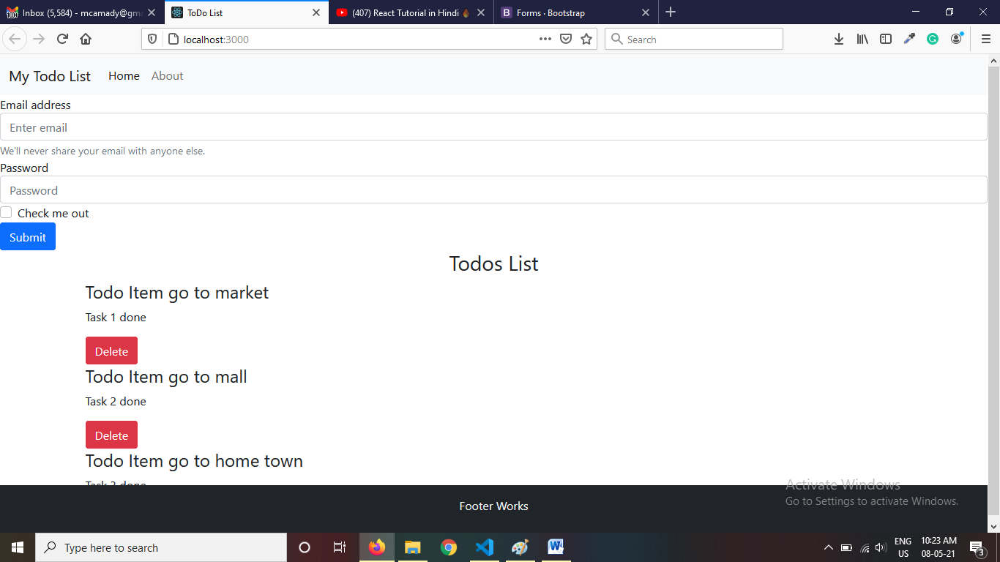 Inbox (5,584) - mcamady@gma
ToDo List
(407) React Tutorial in Hindi
B Forms · Bootstrap
localhost:3000
Search
My Todo List Home About
Email address
Enter email
We'll never share your email with anyone else.
Password
Password
Check me out
Submit
Todos List
Todo Item go to market
Task 1 done
Delete
Todo Item go to mall
Task 2 done
Delete
Todo Item go to home town
Task 3 done
Activate Windows
Go to Settings to activate Windows.
Footer Works
Type here to search
ENG
US
10:23 AM
08-05-21
3